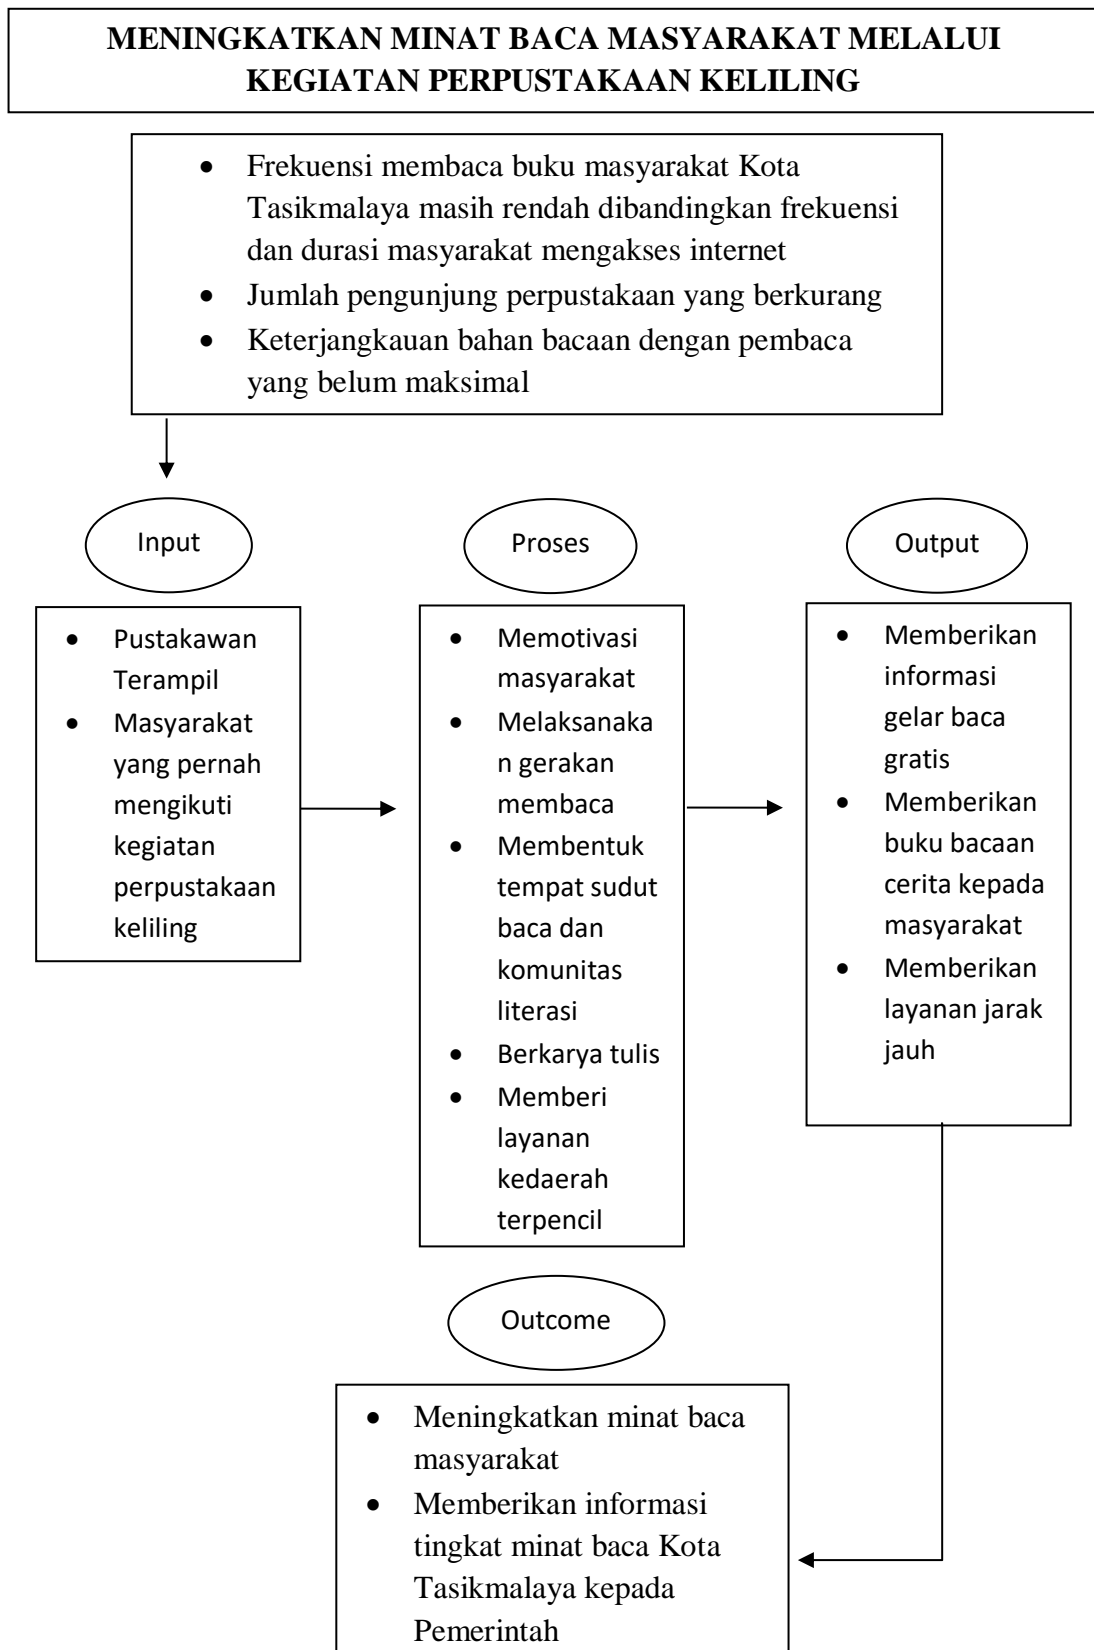 MENINGKATKAN MINAT BACA MASYARAKAT MELALUI
KEGIATAN PERPUSTAKAAN KELILING
• Frekuensi membaca buku masyarakat Kota
Tasikmalaya masih rendah dibandingkan frekuensi
dan durasi masyarakat mengakses internet
• Jumlah pengunjung perpustakaan yang berkurang
• Keterjangkauan bahan bacaan dengan pembaca
yang belum maksimal
Input
• Pustakawan
Terampil
• Masyarakat
yang pernah
mengikuti
kegiatan
perpustakaan
keliling
Proses
• Memotivasi
masyarakat
• Melaksanaka
n gerakan
membaca
• Membentuk
tempat sudut
baca dan
komunitas
literasi
• Berkarya tulis
• Memberi
layanan
kedaerah
terpencil
Output
• Memberikan
informasi
gelar baca
gratis
• Memberikan
buku bacaan
cerita kepada
masyarakat
• Memberikan
layanan jarak
jauh
Outcome
• Meningkatkan minat baca
masyarakat
• Memberikan informasi
tingkat minat baca Kota
Tasikmalaya kepada
Pemerintah